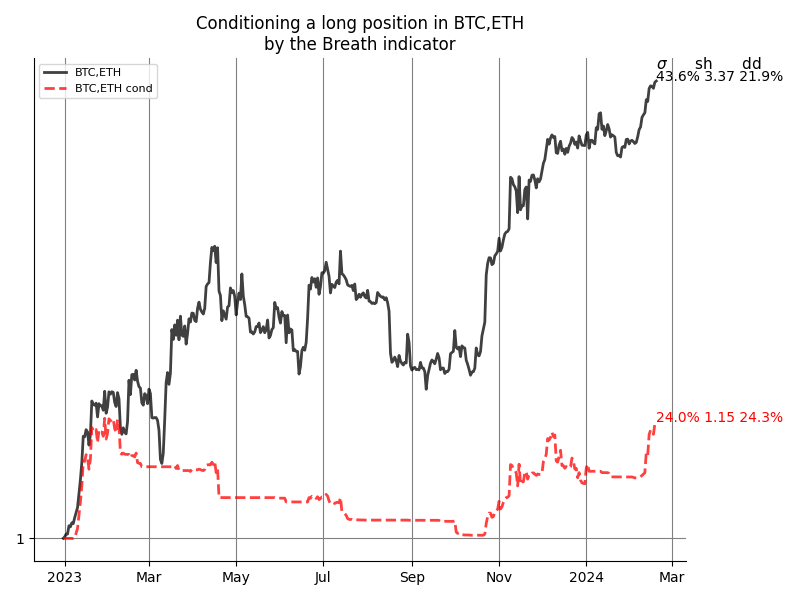 Conditioning a long position in BTC,ETH
by the Breath indicator
BTC,ETH
BTC,ETH cond
σ sh dd
43.6% 3.37 21.9%
24.0% 1.15 24.3%
1
2023 Mar May Jul Sep Nov 2024 Mar